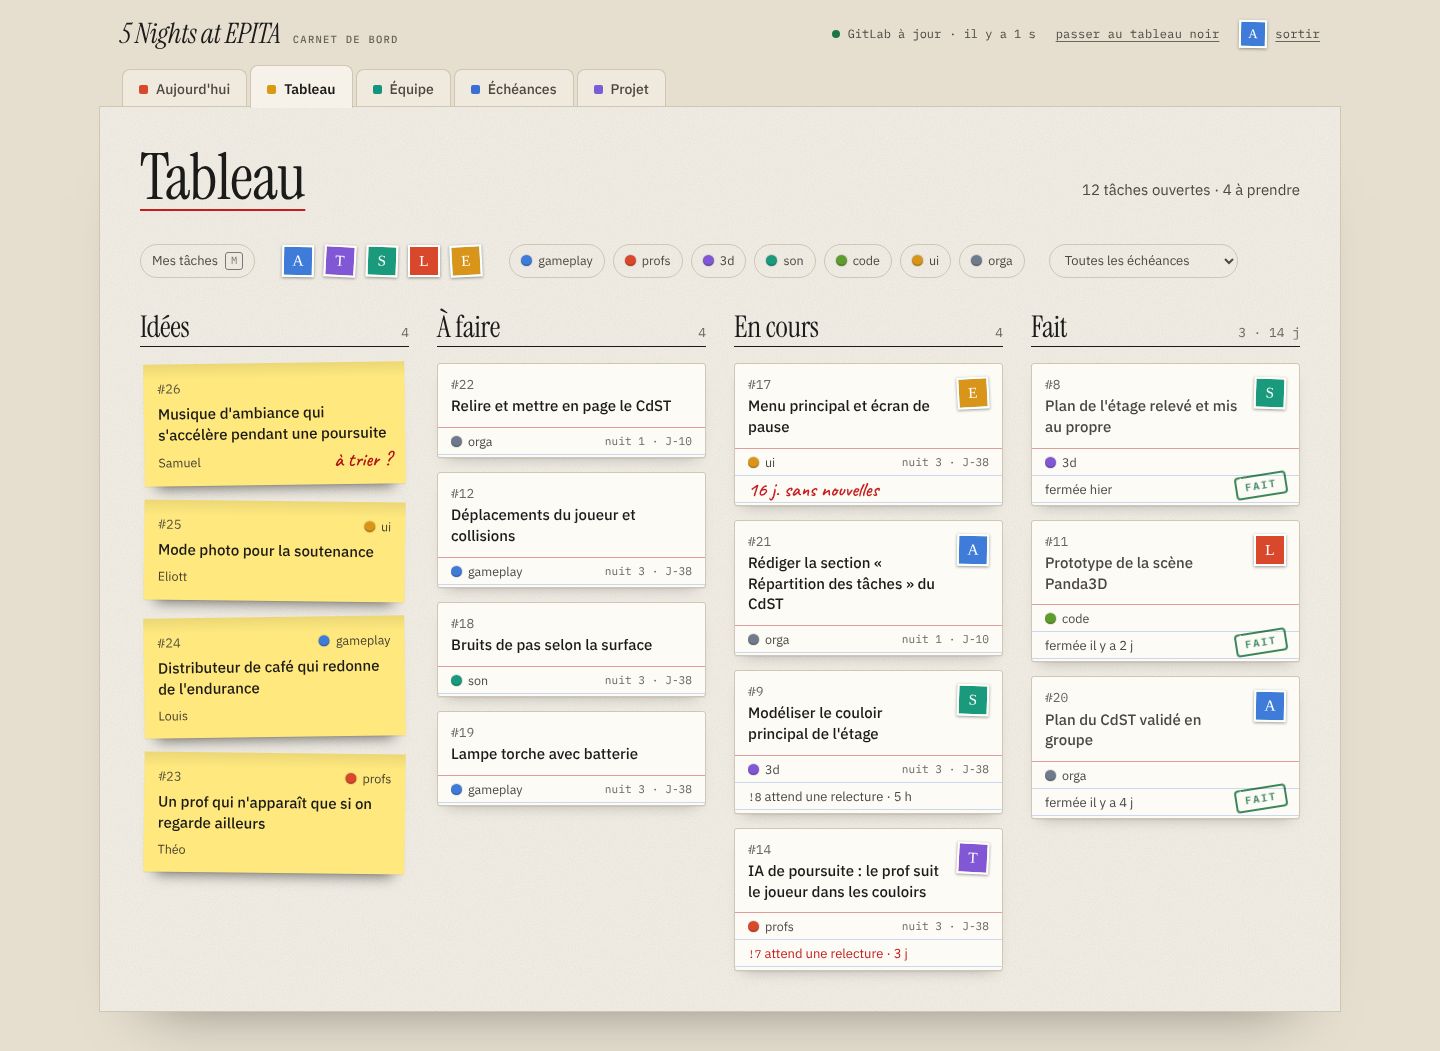 5 Nights at EPITA CARNET DE BORD
GitLab à jour · il y a 1 s passer au tableau noir A sortir
Aujourd'hui Tableau Équipe Échéances Projet
Tableau
12 tâches ouvertes · 4 à prendre
Mes tâches M A T S L E gameplay profs 3d son code ui orga Toutes les échéances
Idées 4
#26
Musique d'ambiance qui
s'accélère pendant une poursuite
Samuel à trier ?
#25 ui
Mode photo pour la soutenance
Eliott
#24 gameplay
Distributeur de café qui redonne
de l'endurance
Louis
#23 profs
Un prof qui n'apparaît que si on
regarde ailleurs
Théo
À faire 4
#22
Relire et mettre en page le CdST
orga nuit 1 · J-10
#12
Déplacements du joueur et
collisions
gameplay nuit 3 · J-38
#18
Bruits de pas selon la surface
son nuit 3 · J-38
#19
Lampe torche avec batterie
gameplay nuit 3 · J-38
En cours 4
#17 E
Menu principal et écran de
pause
ui nuit 3 · J-38
16 j. sans nouvelles
#21 A
Rédiger la section «
Répartition des tâches » du
CdST
orga nuit 1 · J-10
#9 S
Modéliser le couloir
principal de l'étage
3d nuit 3 · J-38
!8 attend une relecture · 5 h
#14 T
IA de poursuite : le prof suit
le joueur dans les couloirs
profs nuit 3 · J-38
!7 attend une relecture · 3 j
Fait 3 · 14 j
#8 S
Plan de l'étage relevé et mis
au propre
3d
fermée hier FAIT
#11 L
Prototype de la scène
Panda3D
code
fermée il y a 2 j FAIT
#20 A
Plan du CdST validé en
groupe
orga
fermée il y a 4 j FAIT